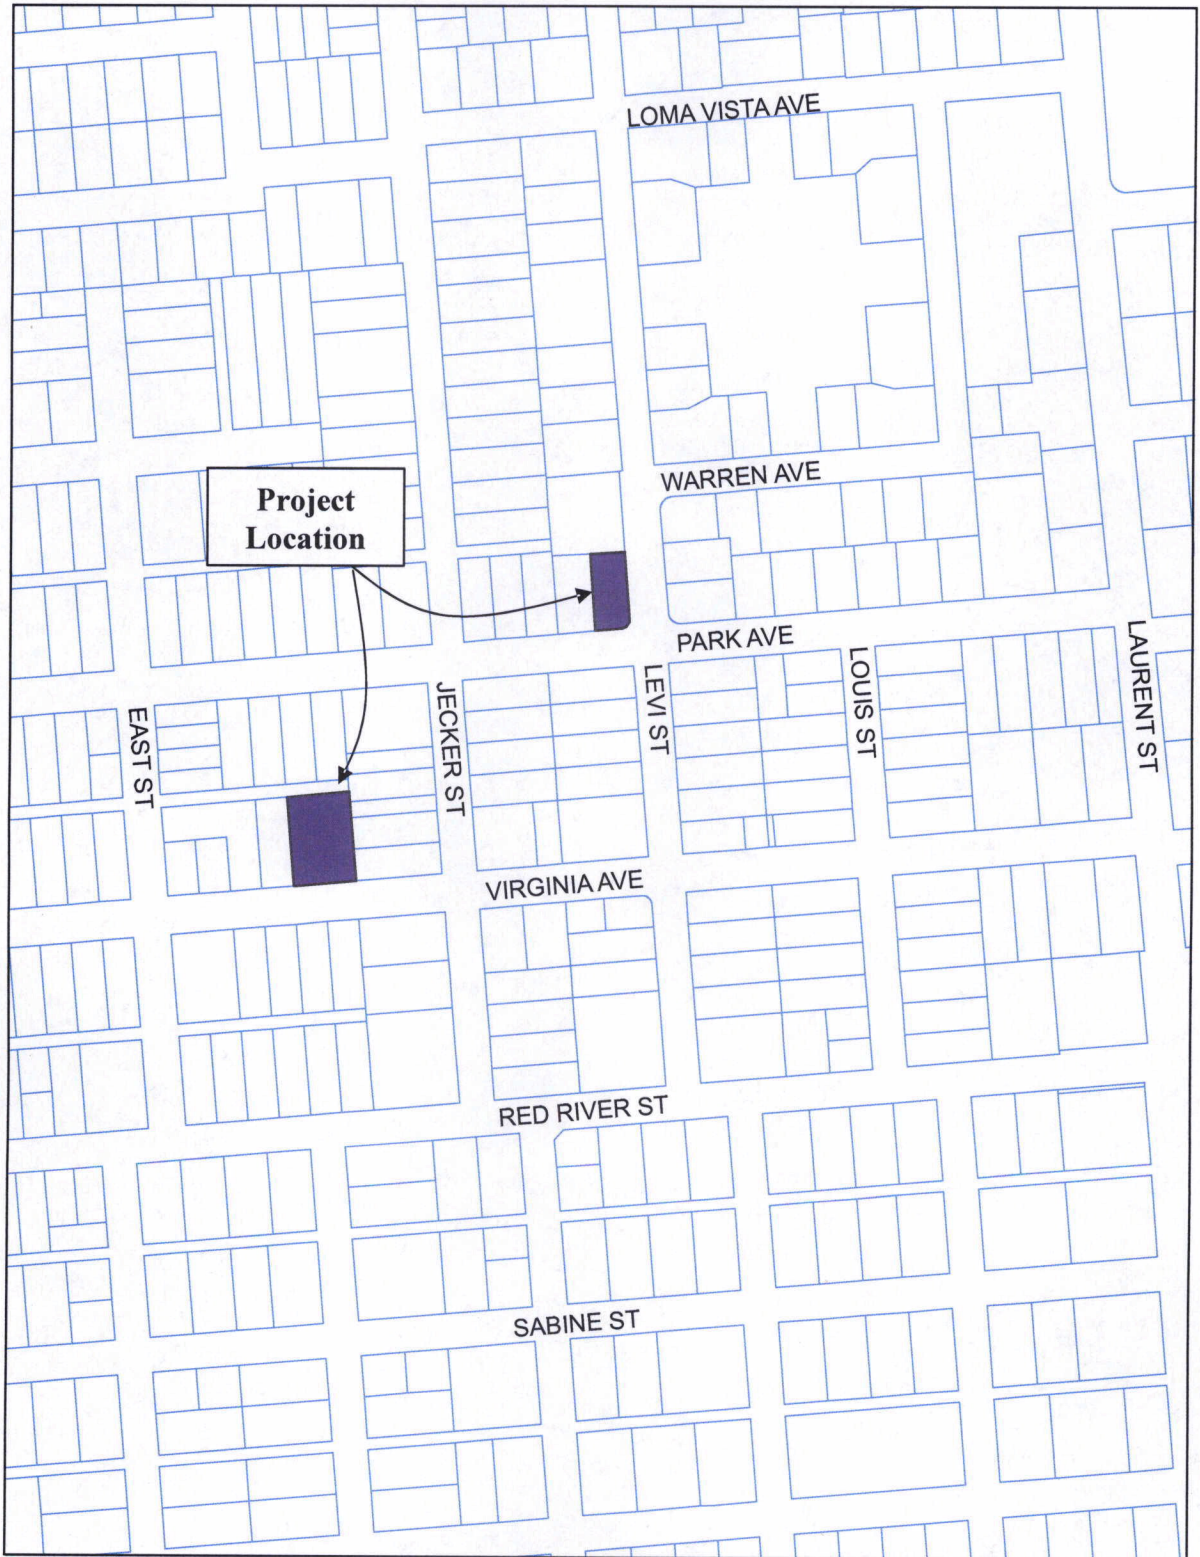 LOMA VISTA AVE
WARREN AVE
Project
Location
PARK AVE
EAST ST
JECKER ST
LEVI ST
LOUIS ST
LAURENT ST
VIRGINIA AVE
RED RIVER ST
SABINE ST